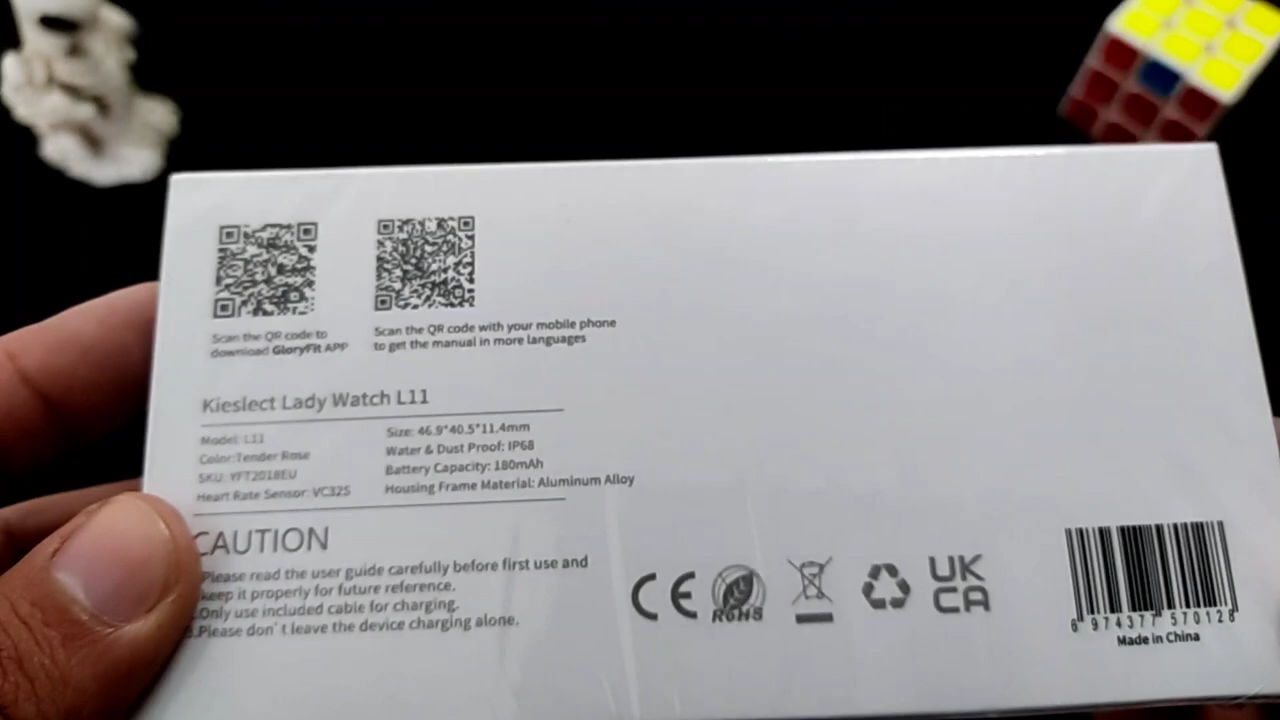 Scan the QR code to
download GloryFit APP
Scan the QR code with your mobile phone
to get the manual in more languages
Kieslect Lady Watch L11
Model: L11
Color:Tender Rose
SKU: YFT2018EU
Heart Rate Sensor: VC32S
Size: 46.9*40.5*11.4mm
Water & Dust Proof: IP68
Battery Capacity: 180mAh
Housing Frame Material: Aluminum Alloy
CAUTION
Please read the user guide carefully before first use and
keep it properly for future reference.
.Only use included cable for charging.
.Please don't leave the device charging alone.
CE
RoHS
UK
CA
6 974377 570128
Made in China